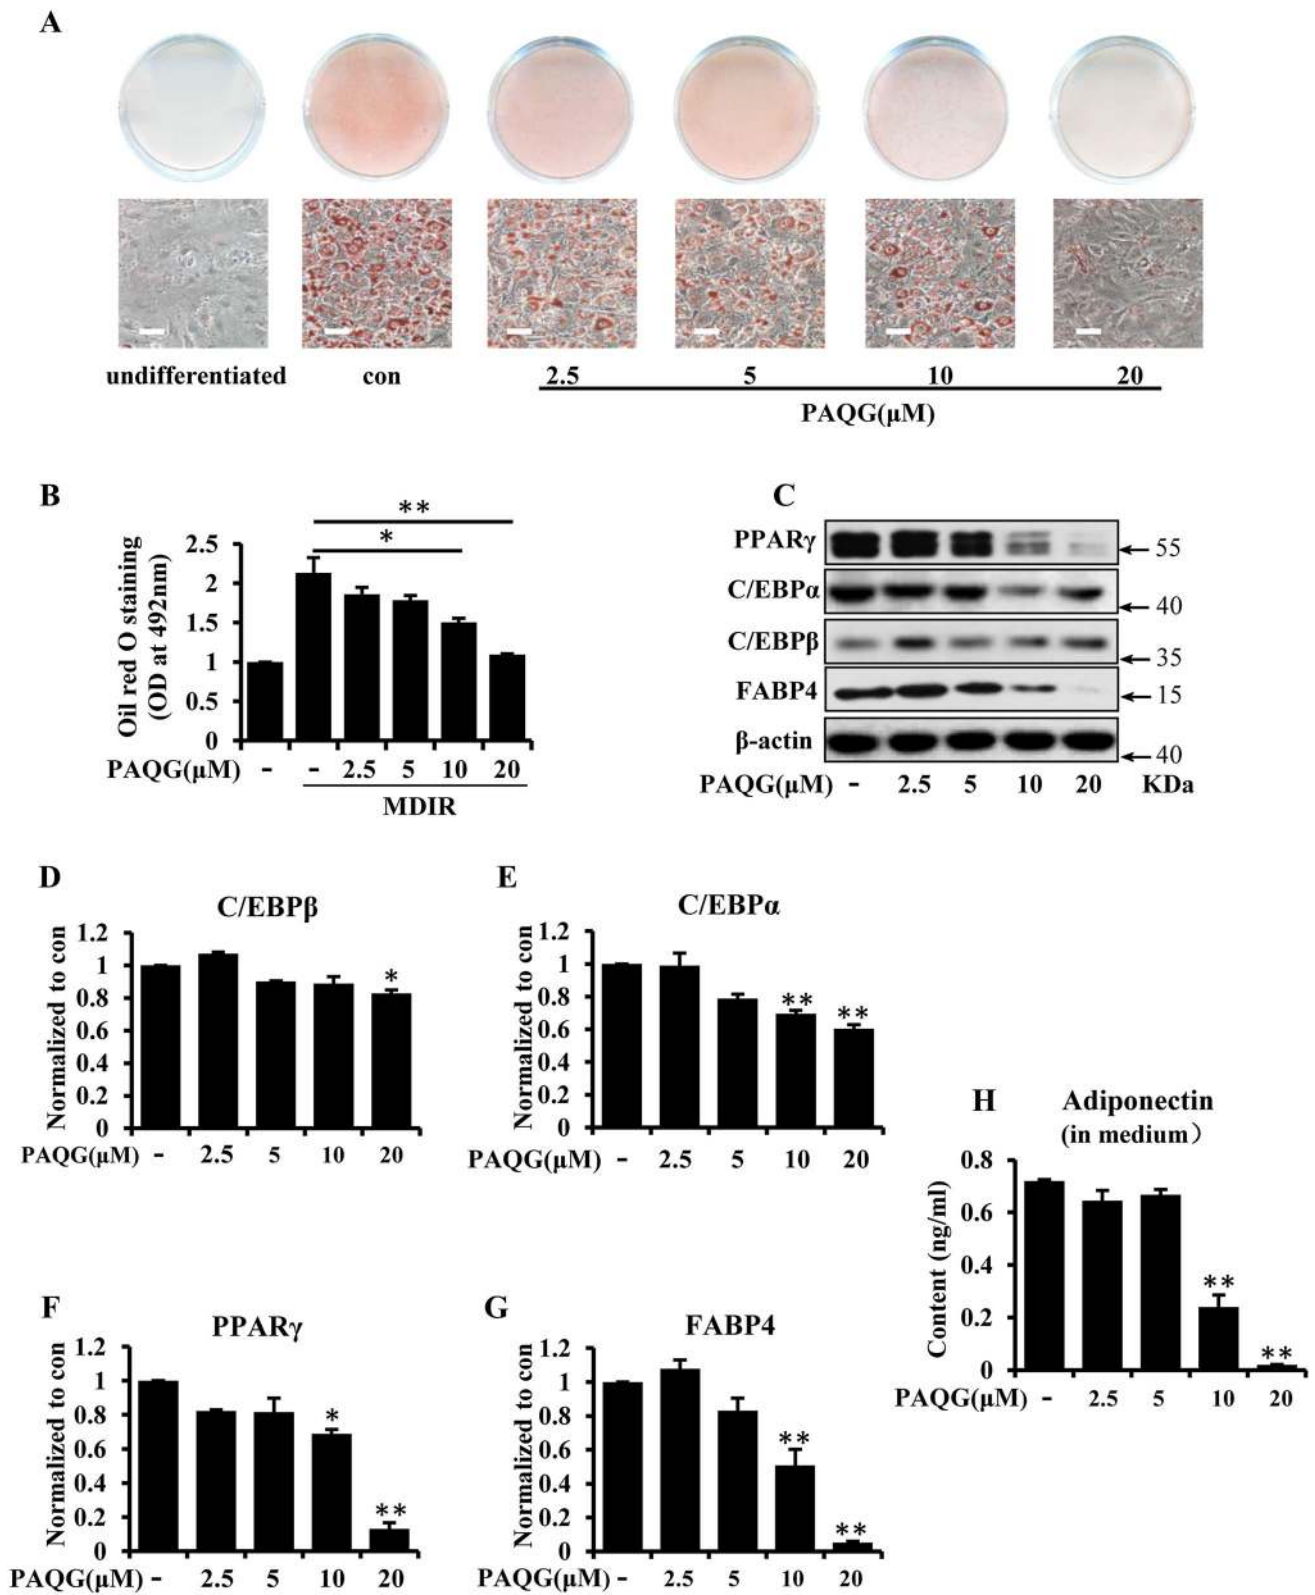 A
undifferentiated con 2.5 5 10 20
PAQG(μM)
B
** 
*
Oil red O staining
(OD at 492nm)
2.5
2
1.5
1
0.5
0
PAQG(μM) - - 2.5 5 10 20
MDIR
C
PPARγ 55
C/EBPα 40
C/EBPβ 35
FABP4 15
β-actin 40
PAQG(μM) - 2.5 5 10 20 KDa
D
C/EBPβ
Normalized to con
1.2
1
0.8
0.6
0.4
0.2
0
*
PAQG(μM) - 2.5 5 10 20
E
C/EBPα
Normalized to con
1.2
1
0.8
0.6
0.4
0.2
0
** **
PAQG(μM) - 2.5 5 10 20
F
PPARγ
Normalized to con
1.2
1
0.8
0.6
0.4
0.2
0
* **
PAQG(μM) - 2.5 5 10 20
G
FABP4
Normalized to con
1.2
1
0.8
0.6
0.4
0.2
0
** **
PAQG(μM) - 2.5 5 10 20
H
Adiponectin
(in medium）
Content (ng/ml)
0.8
0.6
0.4
0.2
0
** **
PAQG(μM) - 2.5 5 10 20